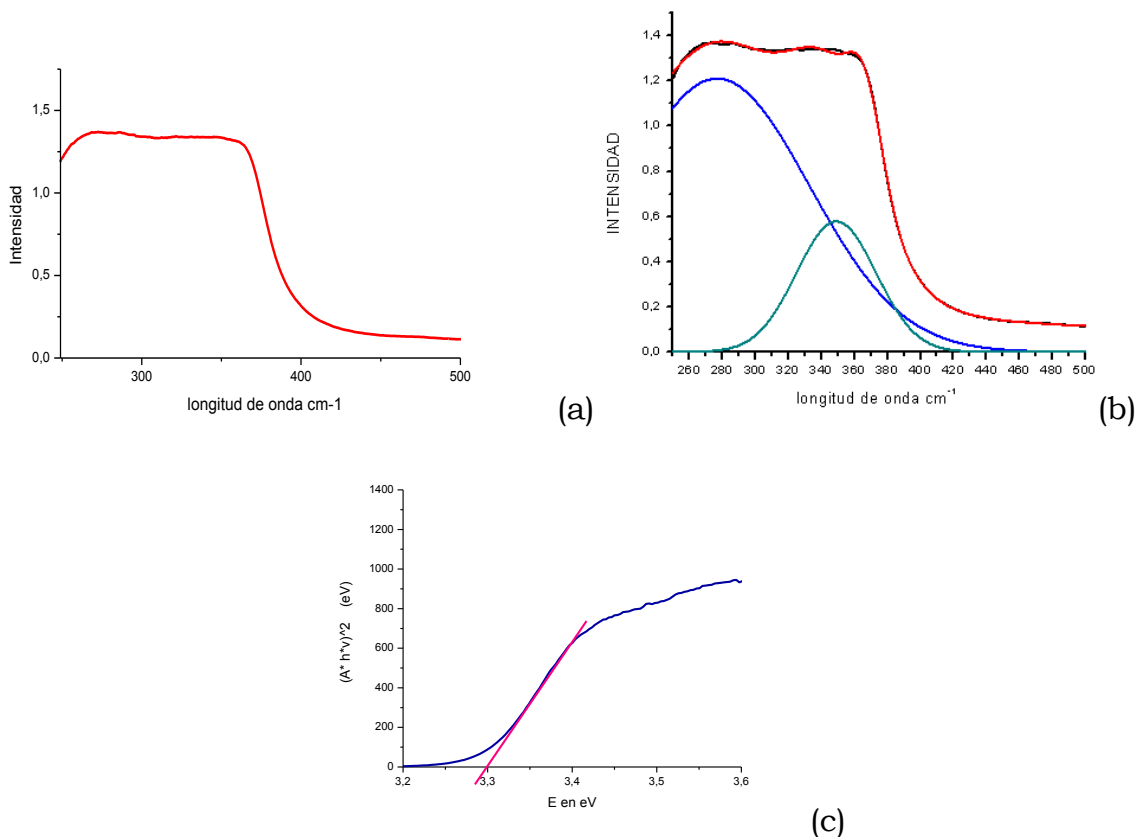 1,5
1,0
0,5
0,0
300
400
500
Intensidad
longitud de onda cm-1
(a)
1,4
1,2
1,0
0,8
0,6
0,4
0,2
0,0
260 280 300 320 340 360 380 400 420 440 460 480 500
INTENSIDAD
longitud de onda cm⁻¹
(b)
1400
1200
1000
800
600
400
200
0
3,2 3,3 3,4 3,5 3,6
(A* h*v)^2 (eV)
E en eV
(c)